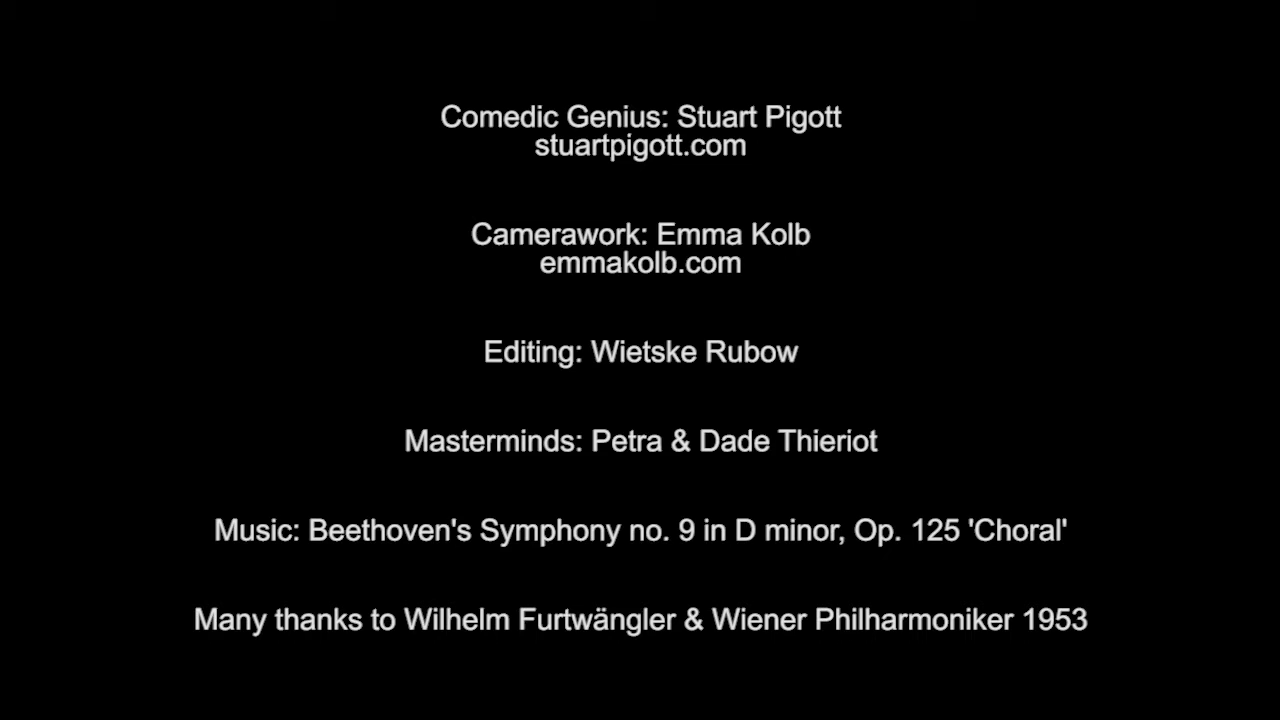 Comedic Genius: Stuart Pigott
stuartpigott.com
Camerawork: Emma Kolb
emmakolb.com
Editing: Wietske Rubow
Masterminds: Petra & Dade Thieriot
Music: Beethoven's Symphony no. 9 in D minor, Op. 125 'Choral'
Many thanks to Wilhelm Furtwängler & Wiener Philharmoniker 1953